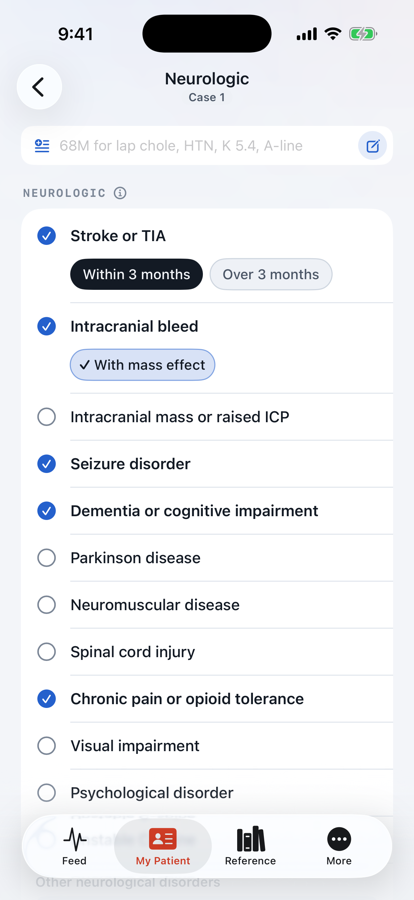 9:41
Neurologic
Case 1
68M for lap chole, HTN, K 5.4, A-line
NEUROLOGIC
Stroke or TIA
Within 3 months
Over 3 months
Intracranial bleed
With mass effect
Intracranial mass or raised ICP
Seizure disorder
Dementia or cognitive impairment
Parkinson disease
Neuromuscular disease
Spinal cord injury
Chronic pain or opioid tolerance
Visual impairment
Psychological disorder
Feed
My Patient
Reference
More
Other neurological disorders